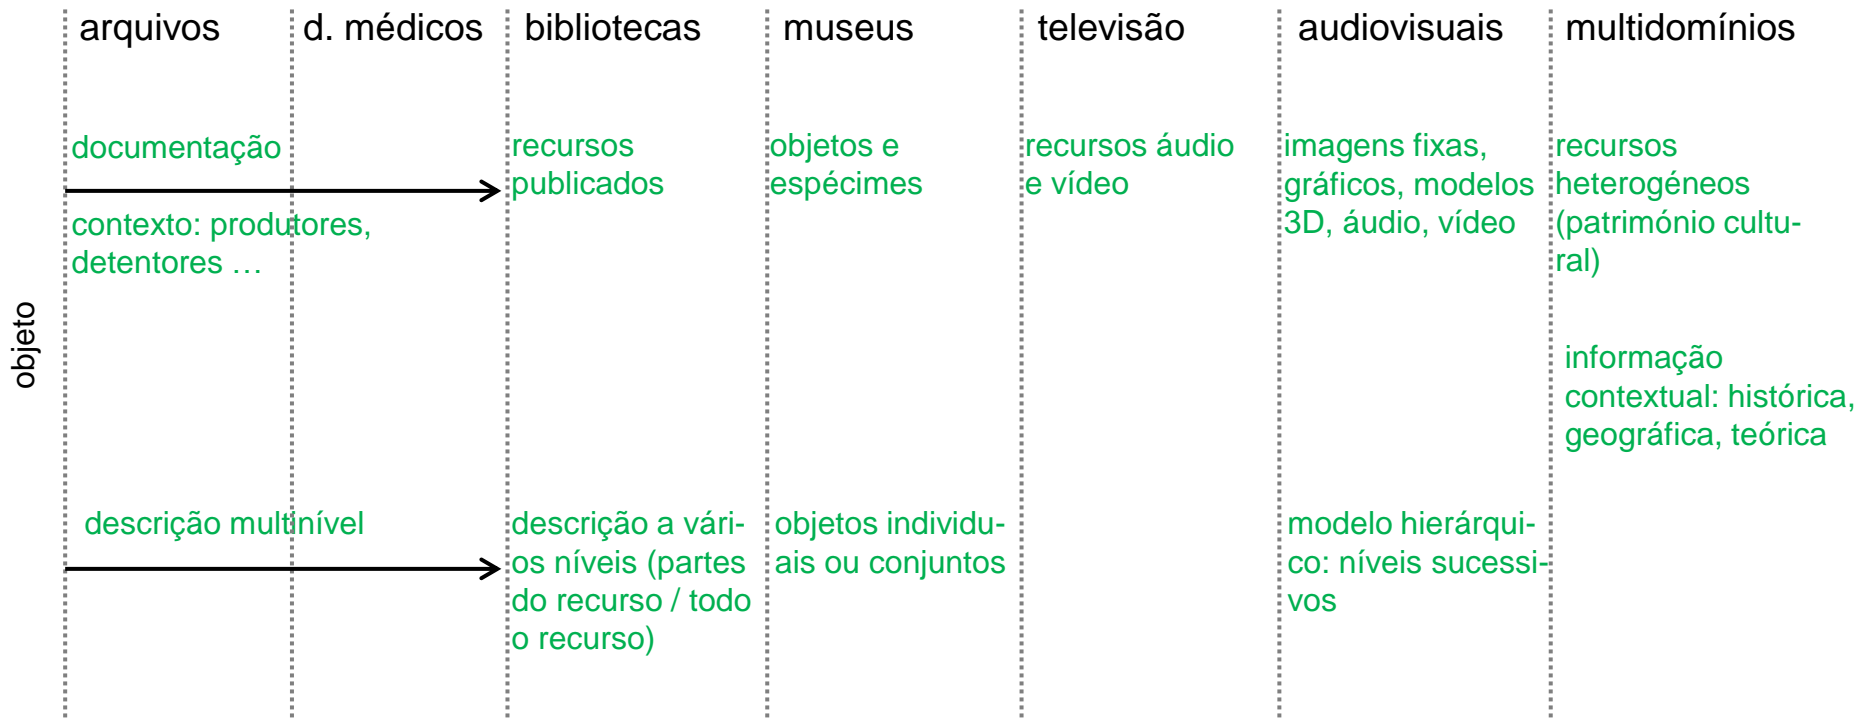 arquivos
d. médicos
bibliotecas
museus
televisão
audiovisuais
multidomínios
objeto
documentação
contexto: produtores,
detentores …
recursos
publicados
objetos e
espécimes
recursos áudio
e vídeo
imagens fixas,
gráficos, modelos
3D, áudio, vídeo
recursos
heterogéneos
(património cultu-
ral)
informação
contextual: histórica,
geográfica, teórica
descrição multinível
descrição a vári-
os níveis (partes
do recurso / todo
o recurso)
objetos individu-
ais ou conjuntos
modelo hierárqui-
co: níveis sucessi-
vos